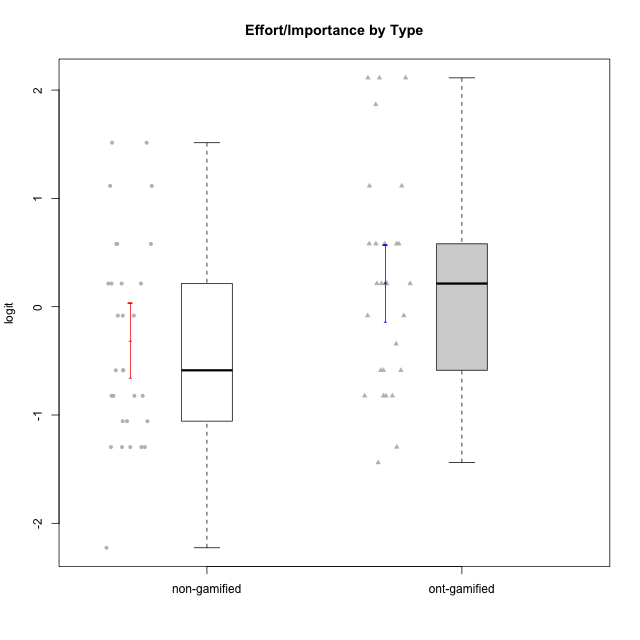 Effort/Importance by Type
logit
2
1
0
-1
-2
non-gamified
ont-gamified